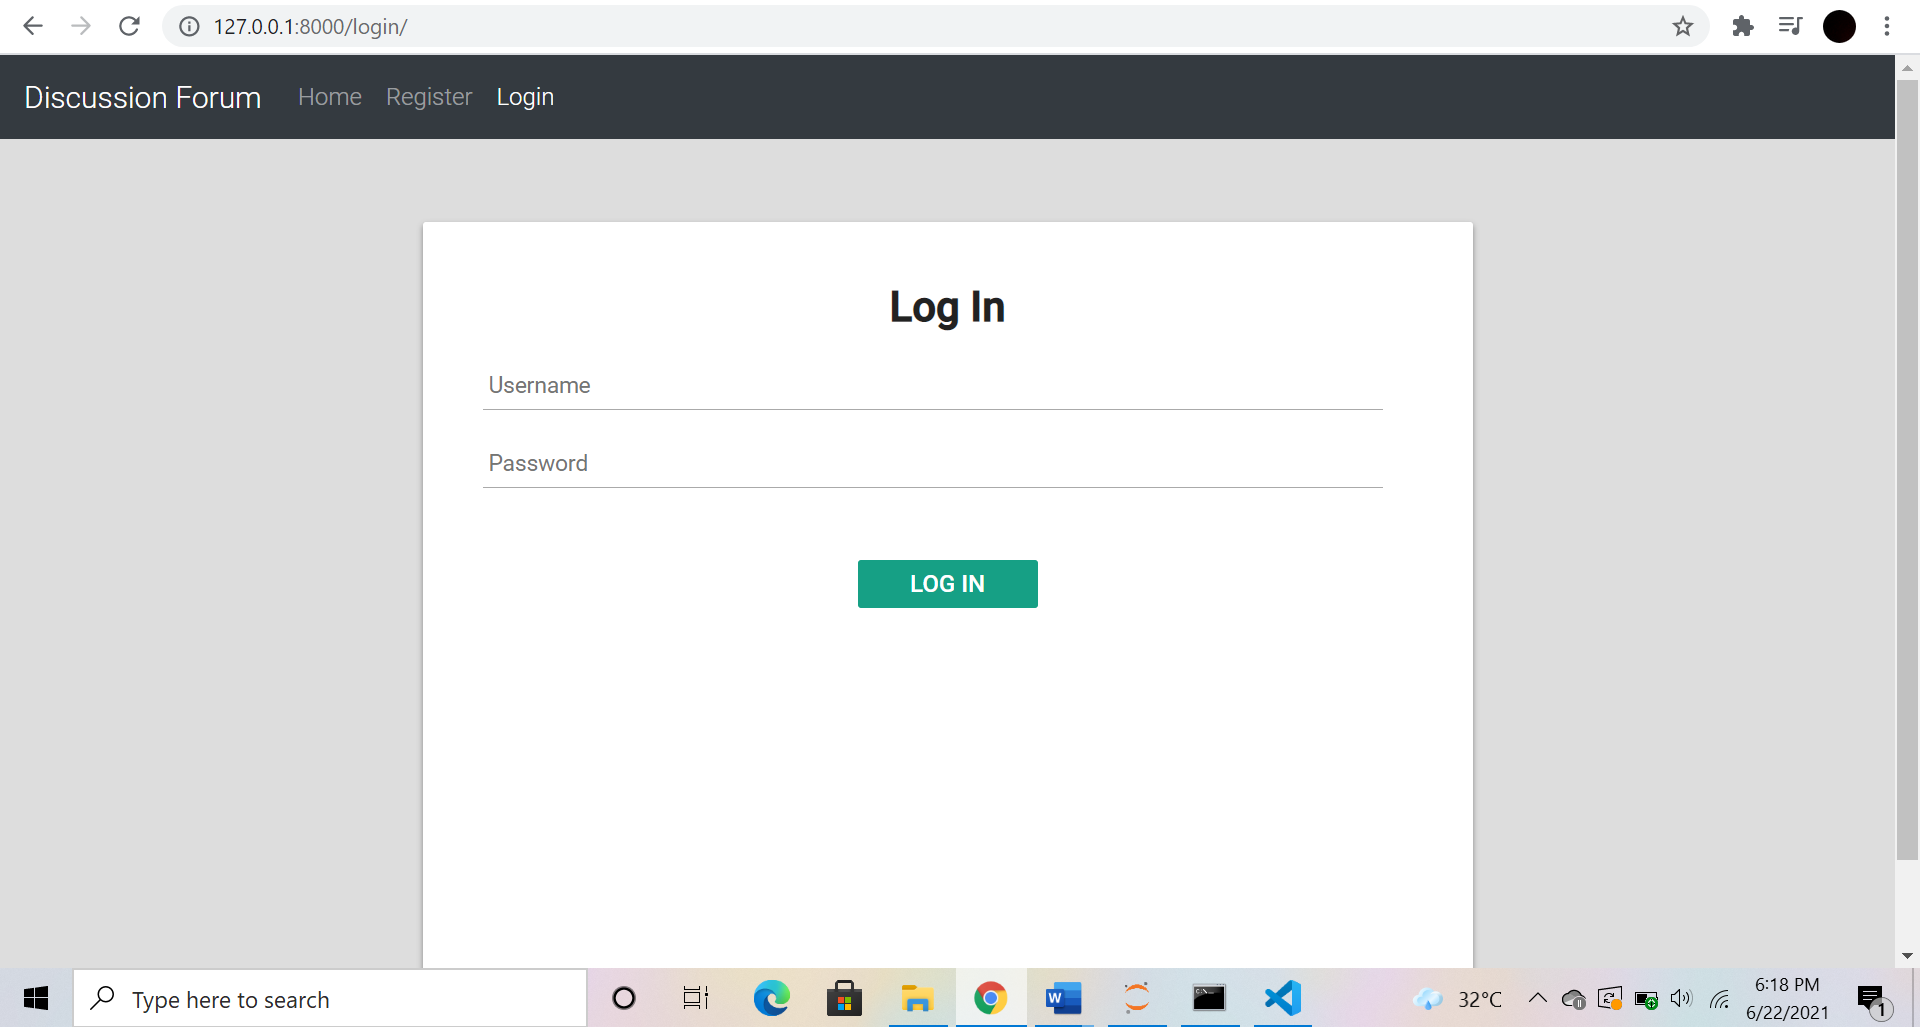 127.0.0.1:8000/login/
Discussion Forum Home Register Login
Log In
Username
Password
LOG IN
Type here to search
32°C
6:18 PM
6/22/2021
1